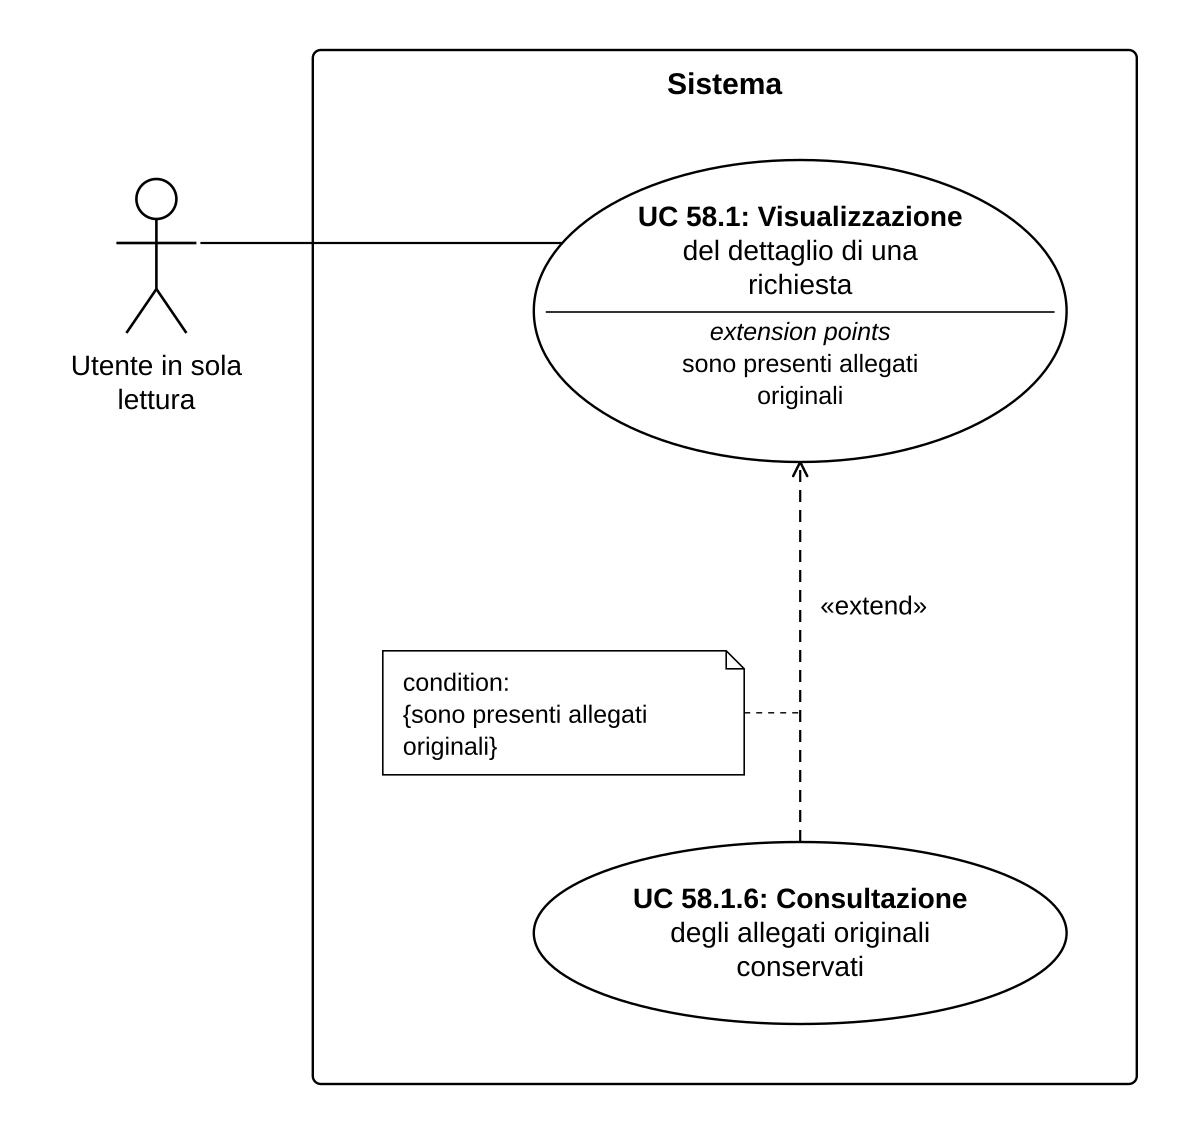 Sistema
UC 58.1: Visualizzazione
del dettaglio di una
richiesta
extension points
sono presenti allegati
originali
Utente in sola
lettura
«extend»
condition:
{sono presenti allegati
originali}
UC 58.1.6: Consultazione
degli allegati originali
conservati